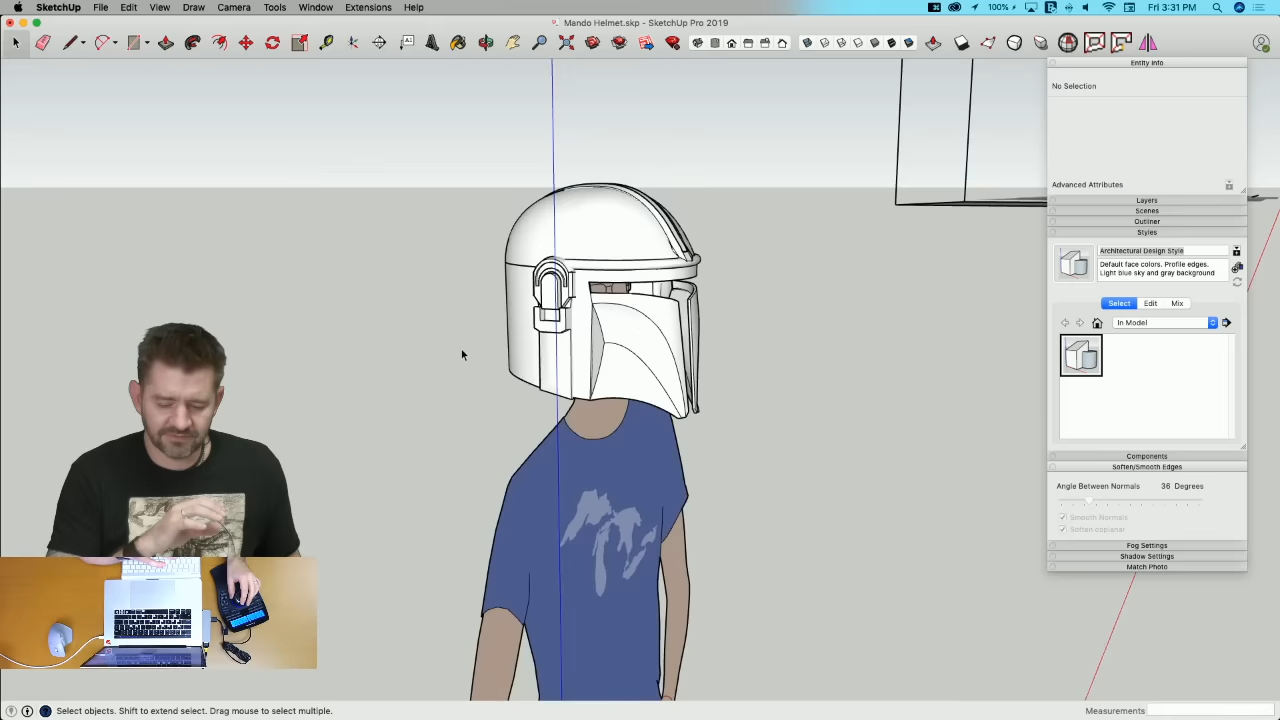 SketchUp File Edit View Draw Camera Tools Window Extensions Help
100% Fri 3:31 PM
Mando Helmet.skp - SketchUp Pro 2019
Entity Info
No Selection
Advanced Attributes
Layers
Scenes
Outliner
Styles
Architectural Design Style
Default face colors. Profile edges.
Light blue sky and gray background
Select Edit Mix
In Model
Components
Soften/Smooth Edges
Angle Between Normals 36 Degrees
Smooth Normals
Soften coplanar
Fog Settings
Shadow Settings
Match Photo
Select objects. Shift to extend select. Drag mouse to select multiple.
Measurements